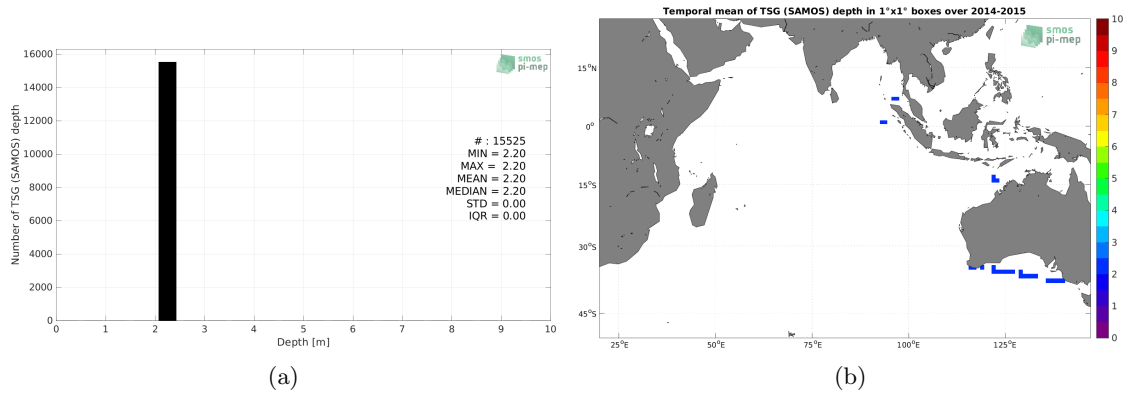 16000
14000
12000
10000
8000
6000
4000
2000
0
Number of TSG (SAMOS) depth
smos
pi-mep
# : 15525
MIN = 2.20
MAX = 2.20
MEAN = 2.20
MEDIAN = 2.20
STD = 0.00
IQR = 0.00
0 1 2 3 4 5 6 7 8 9 10
Depth [m]
(a)
Temporal mean of TSG (SAMOS) depth in 1°x1° boxes over 2014-2015
smos
pi-mep
15°N
0°
15°S
30°S
45°S
25°E 50°E 75°E 100°E 125°E
10
9
8
7
6
5
4
3
2
1
0
(b)